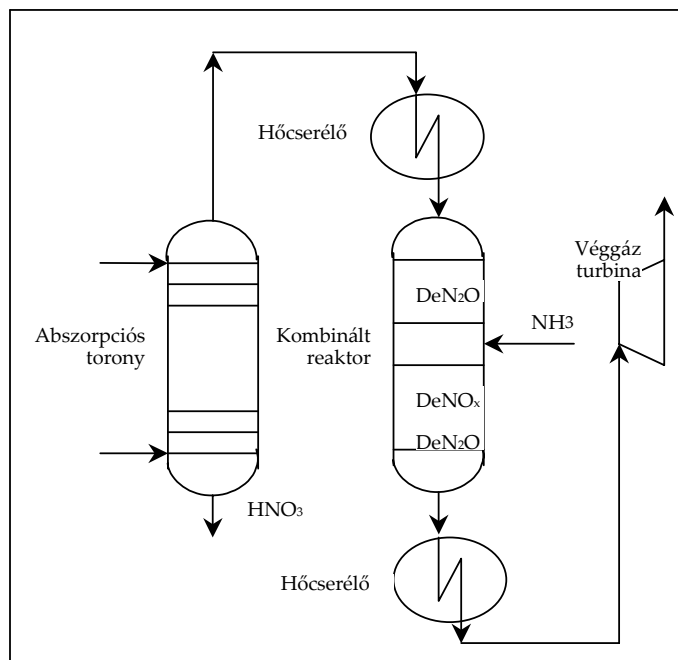 Hőcserélő
Véggáz
turbina
DeN₂O
Abszorpciós
torony
Kombinált
reaktor
NH₃
DeNOₓ
DeN₂O
HNO₃
Hőcserélő